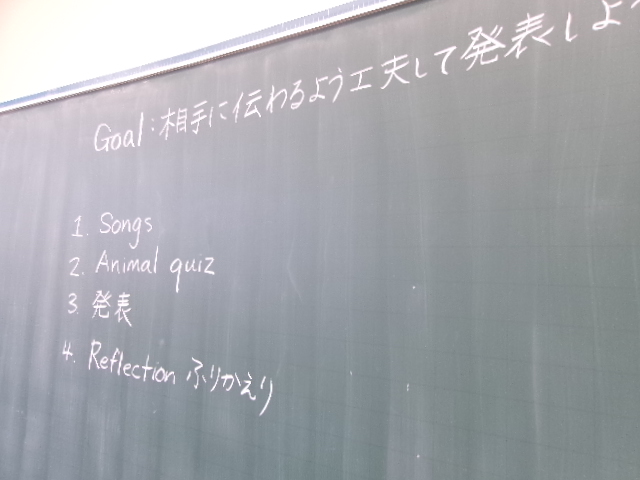 Goal:相手に伝わるよう工夫して発表しよう
1. Songs
2. Animal quiz
3. 発表
4. Reflection ふりかえり